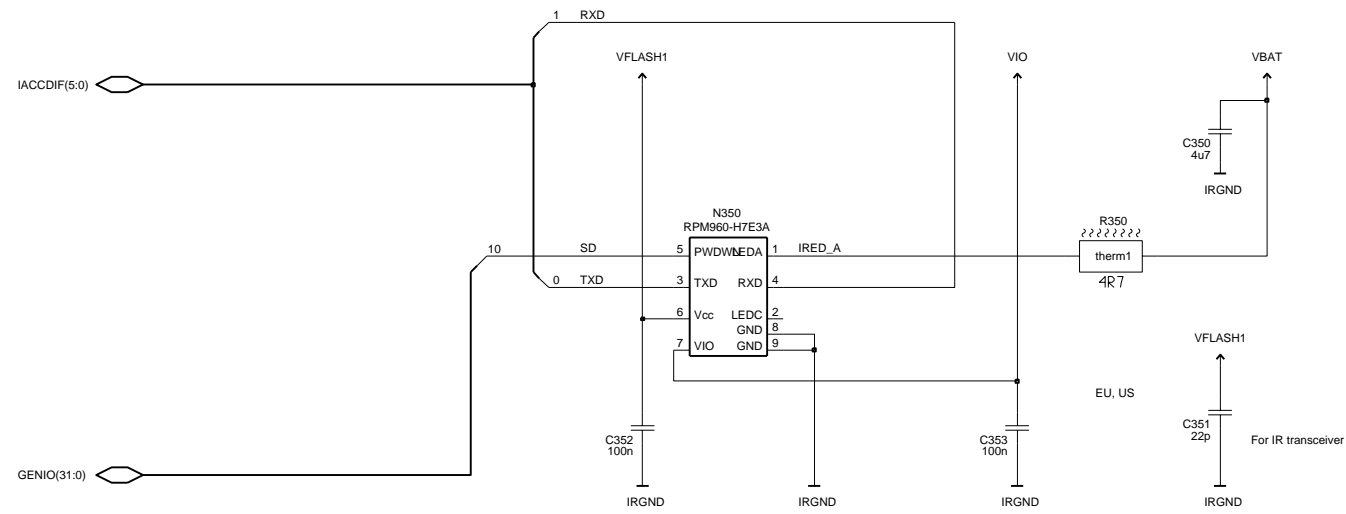 1 RXD
VFLASH1
VIO
VBAT
IACCDIF(5:0)
C350
4u7
IRGND
N350
RPM960-H7E3A
R350
10 SD 5 PWDWN LEDA 1 IRED_A
therm1
4R7
0 TXD 3 TXD RXD 4
6 Vcc LEDC 2
GND 8
7 VIO GND 9
VFLASH1
EU, US
C351
22p
For IR transceiver
C352
100n
C353
100n
GENIO(31:0)
IRGND
IRGND
IRGND
IRGND